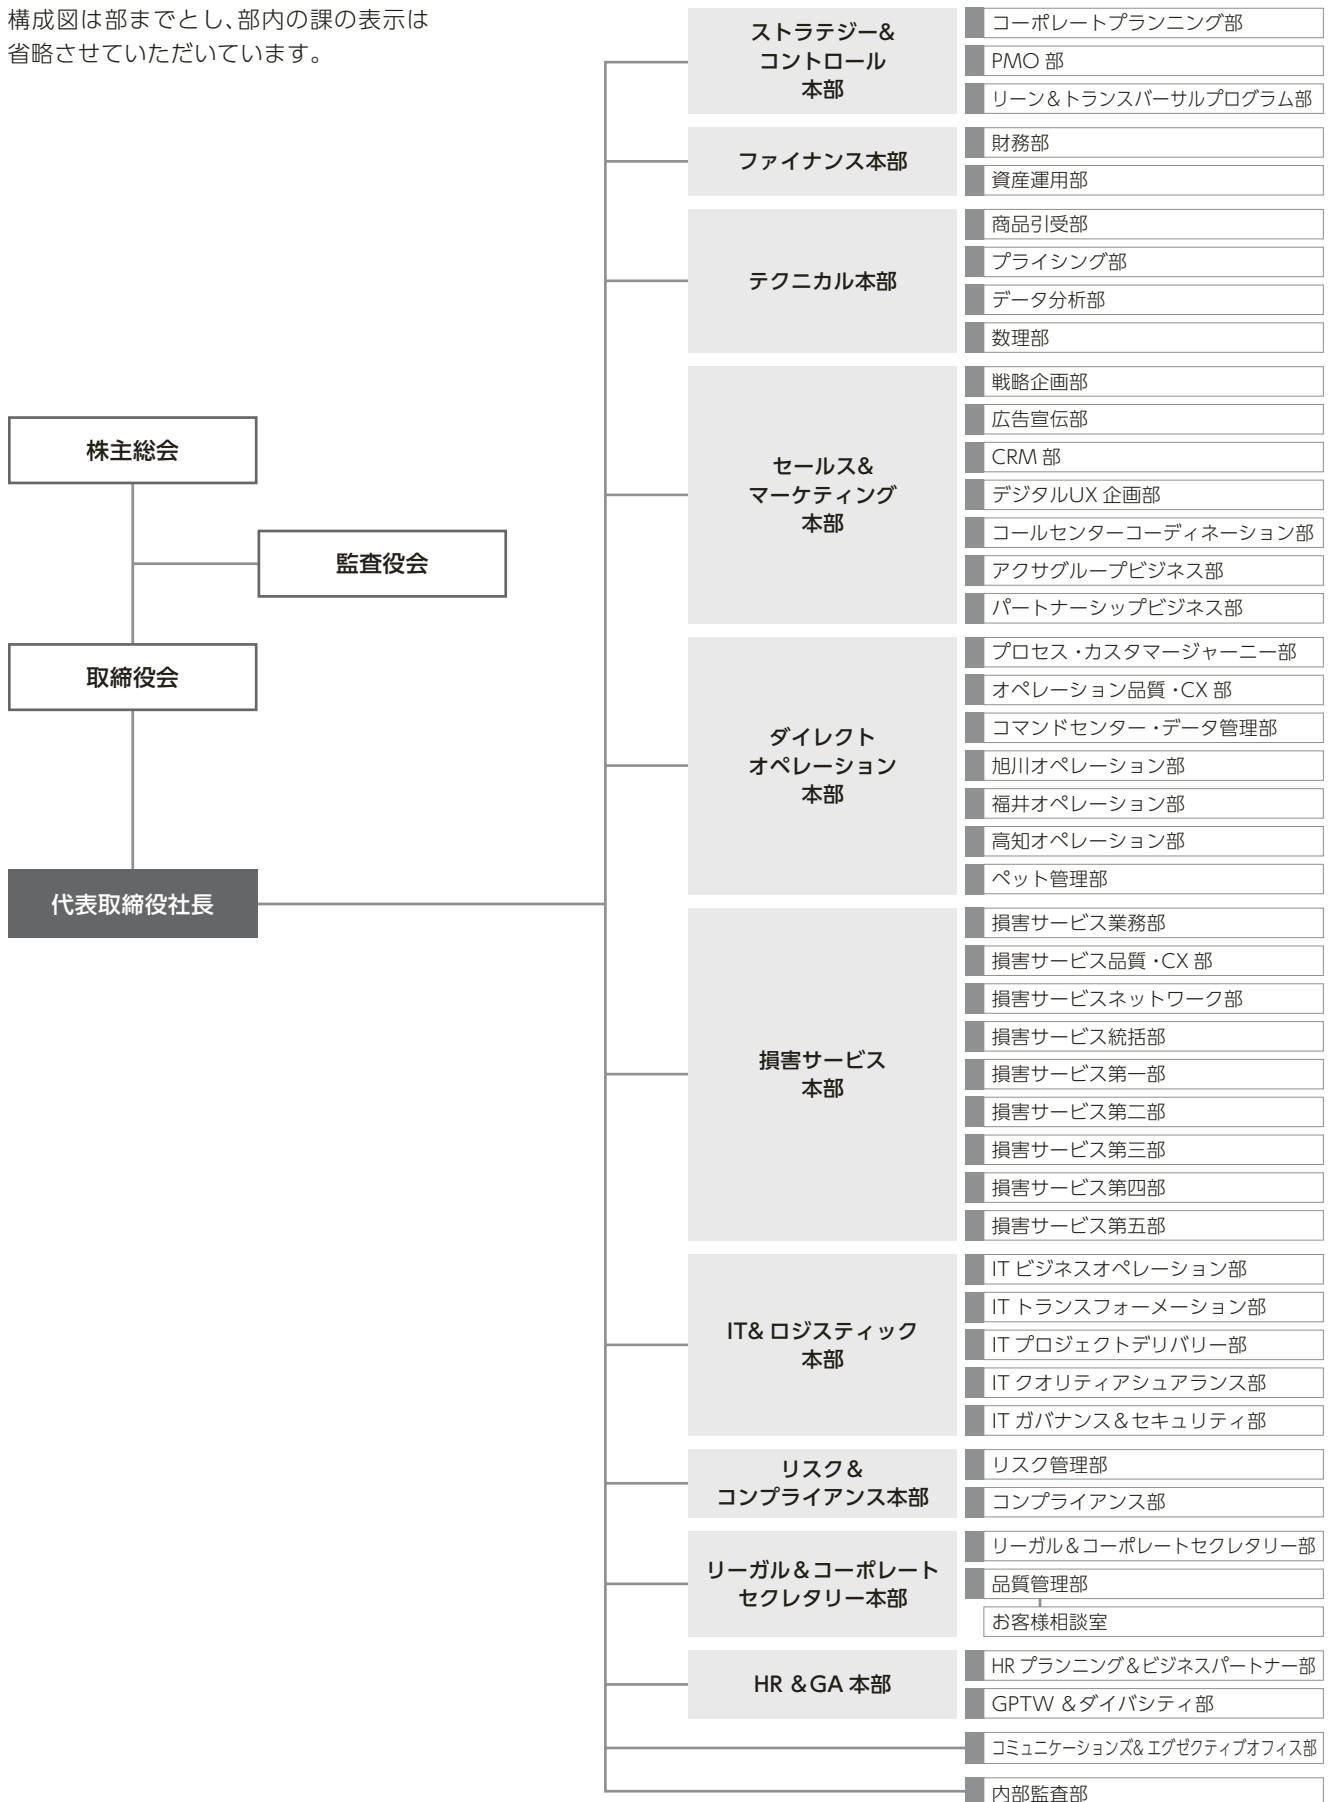 構成図は部までとし、部内の課の表示は
省略させていただいています。
株主総会
監査役会
取締役会
代表取締役社長
ストラテジー&
コントロール
本部
コーポレートプランニング部
PMO 部
リーン&トランスバーサルプログラム部
ファイナンス本部
財務部
資産運用部
テクニカル本部
商品引受部
プライシング部
データ分析部
数理部
セールス&
マーケティング
本部
戦略企画部
広告宣伝部
CRM 部
デジタルUX 企画部
コールセンターコーディネーション部
アクサグループビジネス部
パートナーシップビジネス部
ダイレクト
オペレーション
本部
プロセス・カスタマージャーニー部
オペレーション品質・CX 部
コマンドセンター・データ管理部
旭川オペレーション部
福井オペレーション部
高知オペレーション部
ペット管理部
損害サービス
本部
損害サービス業務部
損害サービス品質・CX 部
損害サービスネットワーク部
損害サービス統括部
損害サービス第一部
損害サービス第二部
損害サービス第三部
損害サービス第四部
損害サービス第五部
IT& ロジスティック
本部
IT ビジネスオペレーション部
IT トランスフォーメーション部
IT プロジェクトデリバリー部
IT クオリティアシュアランス部
IT ガバナンス&セキュリティ部
リスク&
コンプライアンス本部
リスク管理部
コンプライアンス部
リーガル&コーポレート
セクレタリー本部
リーガル&コーポレートセクレタリー部
品質管理部
お客様相談室
HR &GA 本部
HR プランニング&ビジネスパートナー部
GPTW &ダイバシティ部
コミュニケーションズ& エグゼクティブオフィス部
内部監査部